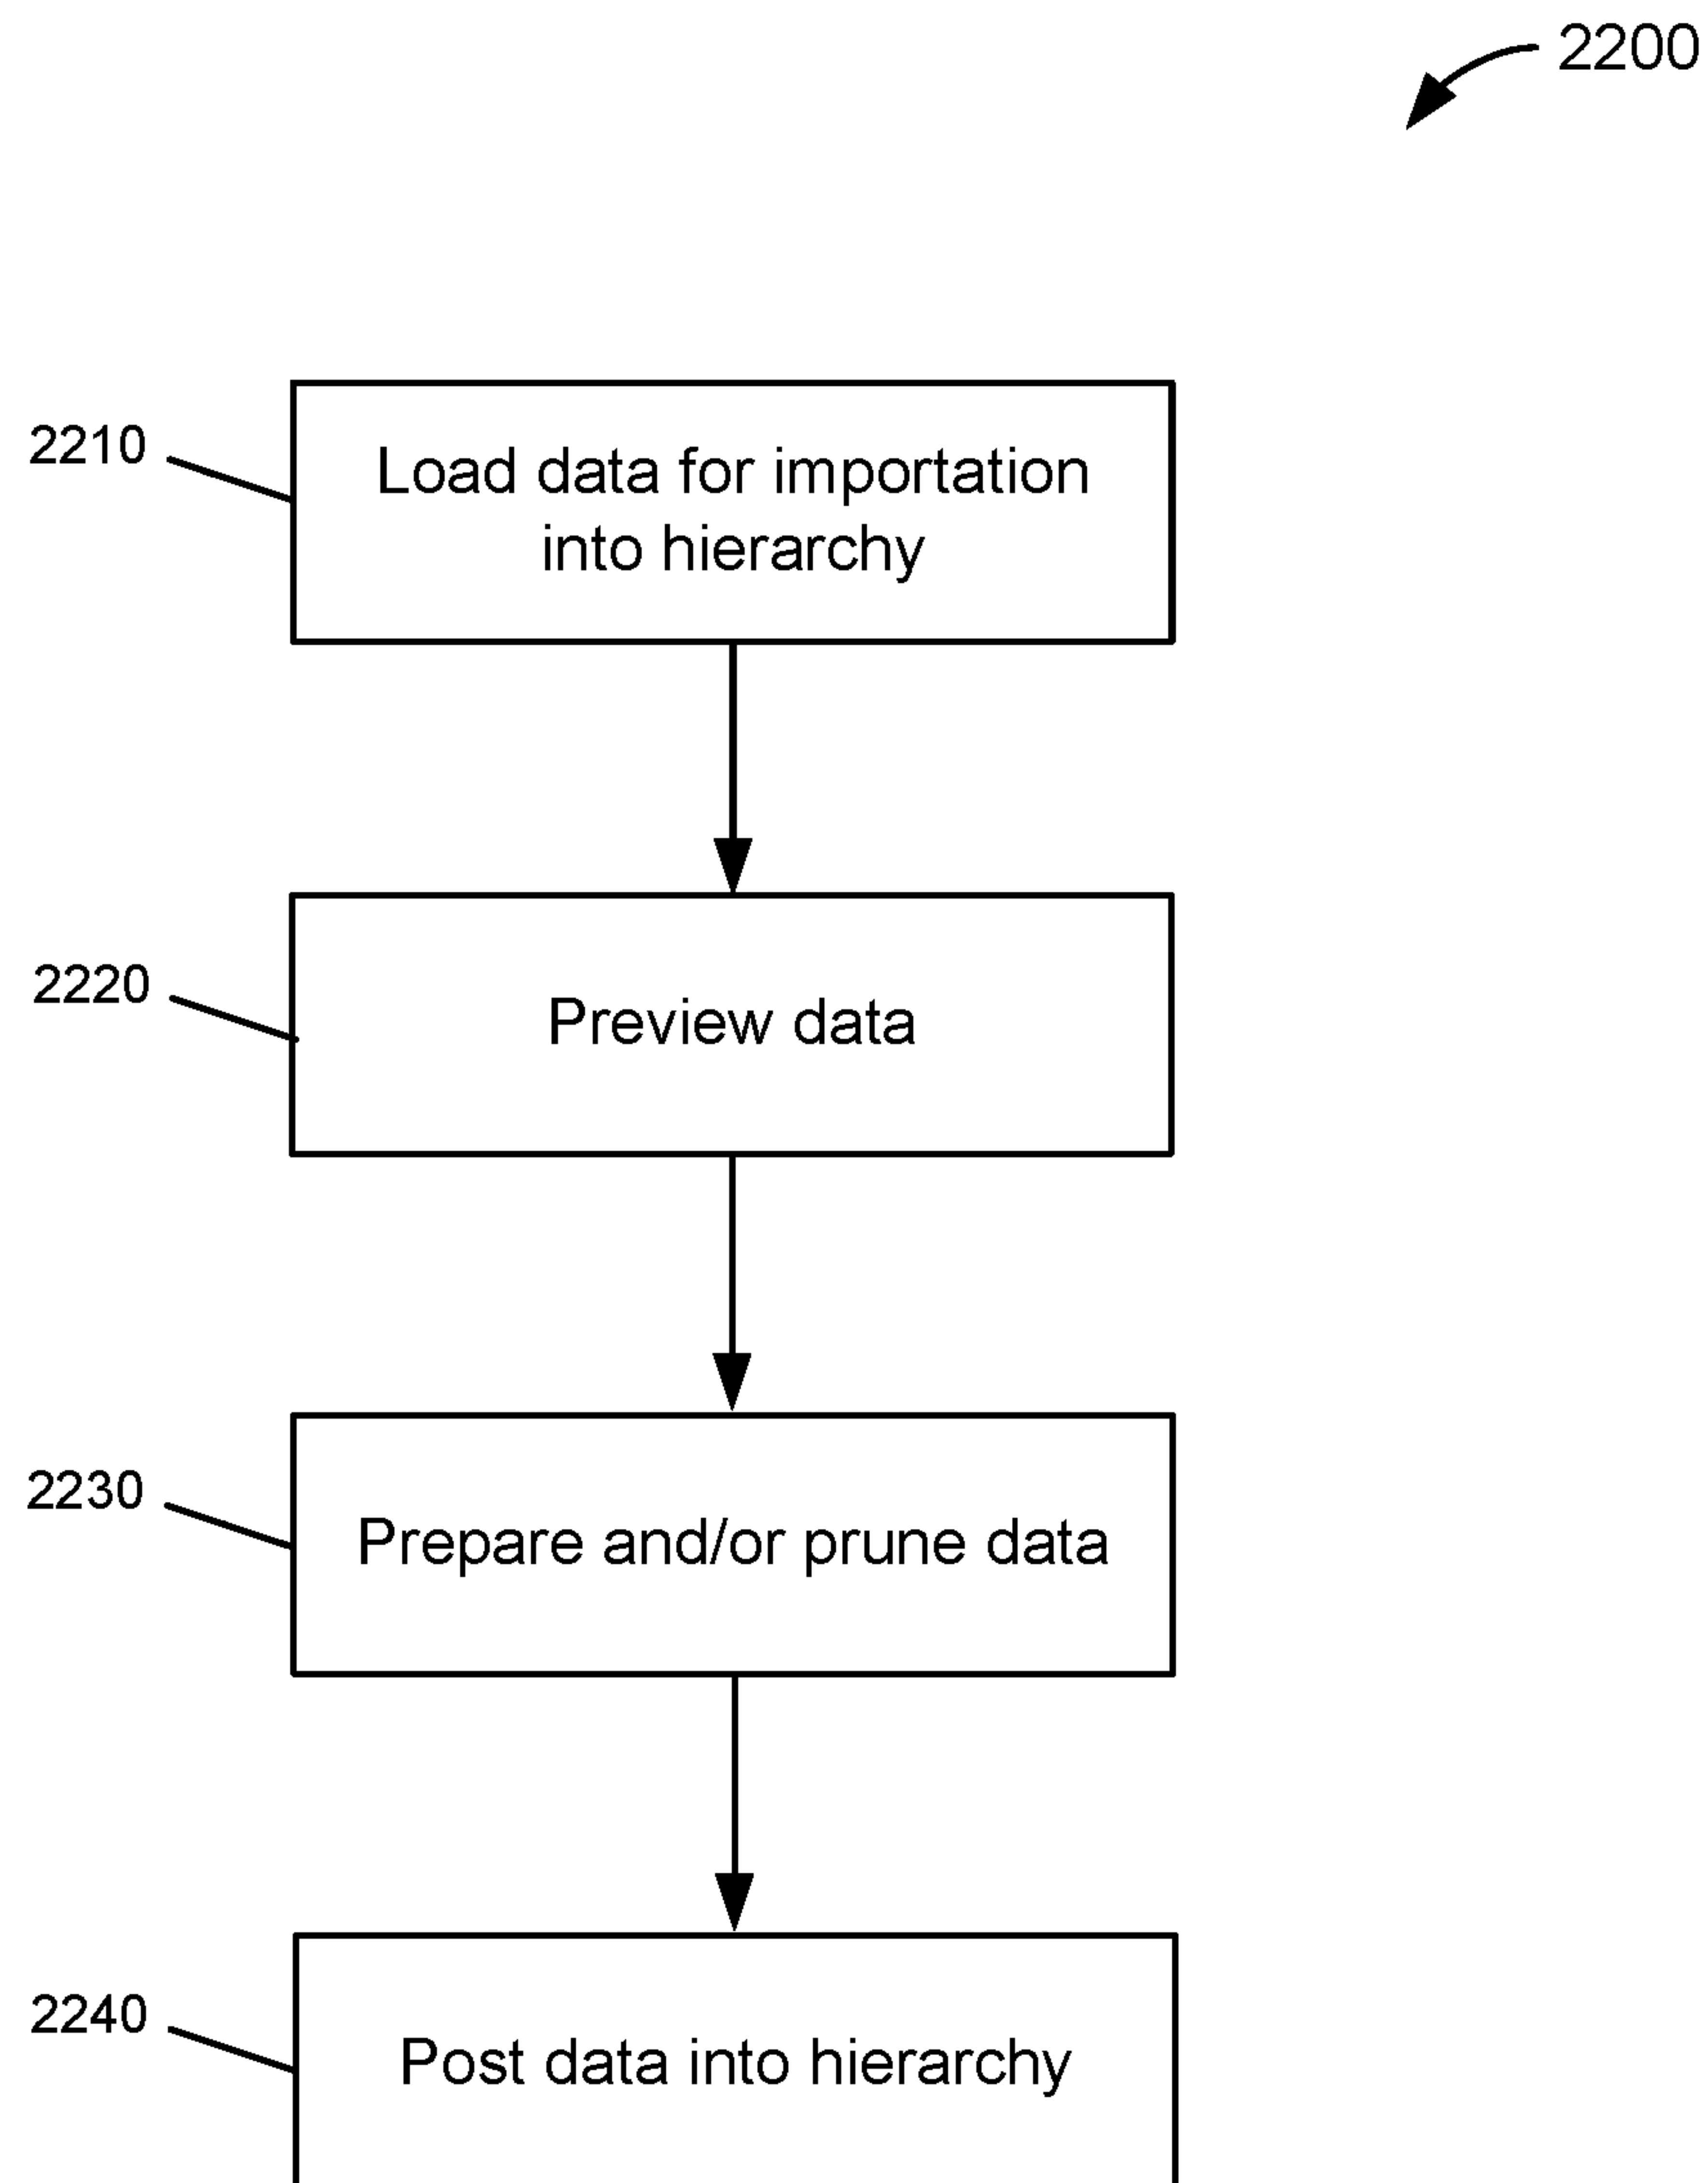 2200
2210
Load data for importation
into hierarchy
2220
Preview data
2230
Prepare and/or prune data
2240
Post data into hierarchy